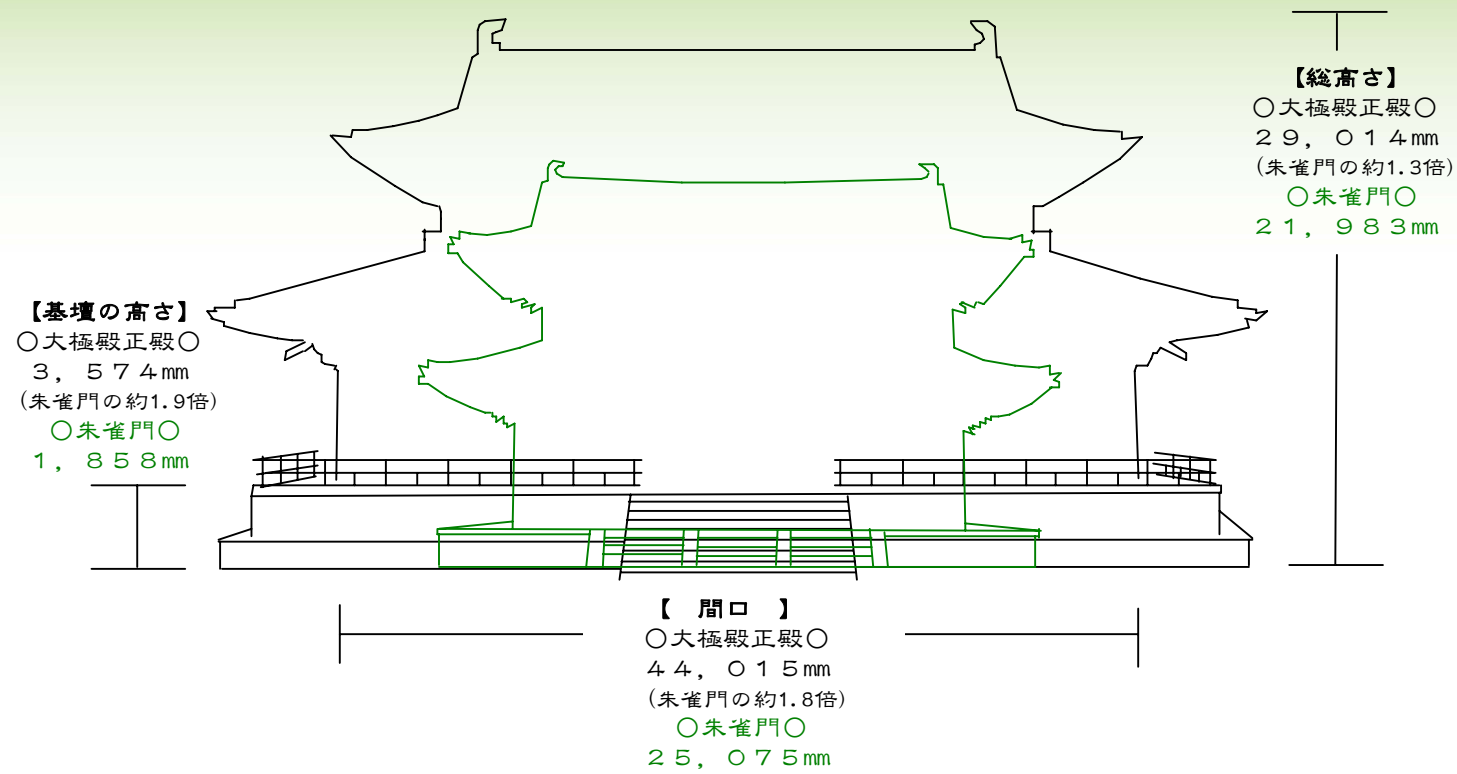 【総高さ】
○大極殿正殿○
２９，０１４㎜
(朱雀門の約1.3倍)
○朱雀門○
２１，９８３㎜
【基壇の高さ】
○大極殿正殿○
３，５７４㎜
(朱雀門の約1.9倍)
○朱雀門○
１，８５８㎜
【　間口　】
○大極殿正殿○
４４，０１５㎜
(朱雀門の約1.8倍)
○朱雀門○
２５，０７５㎜